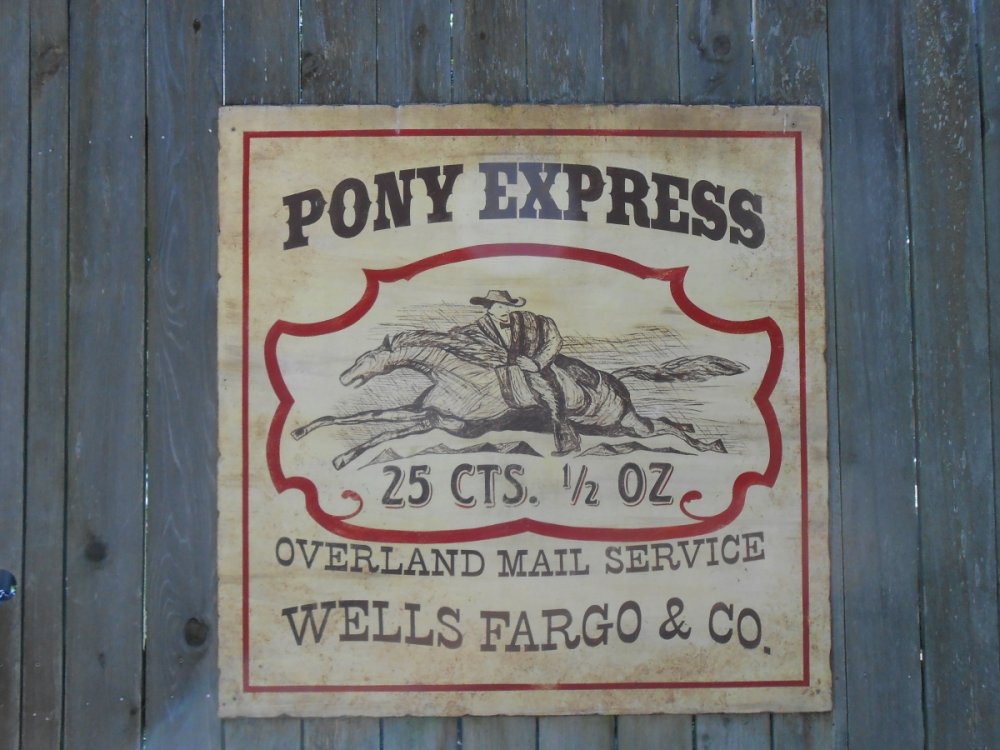 PONY EXPRESS
25 CTS. 1/2 OZ
OVERLAND MAIL SERVICE
WELLS FARGO & CO.